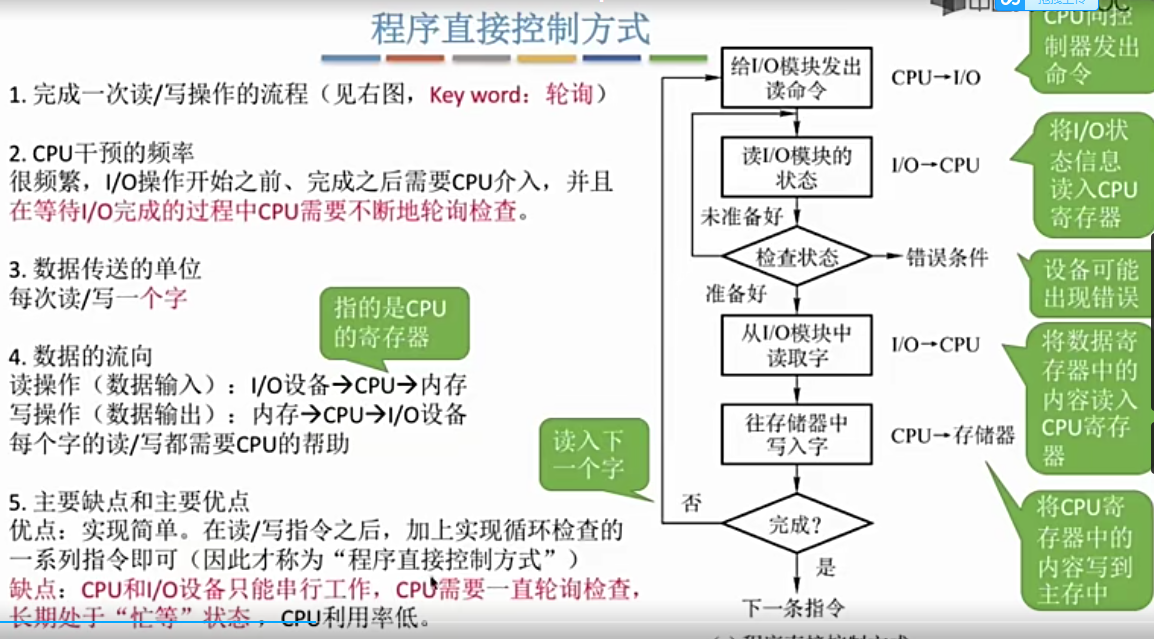 程序直接控制方式
1. 完成一次读/写操作的流程（见右图，Key word：轮询）
2. CPU干预的频率
很频繁，I/O操作开始之前、完成之后需要CPU介入，并且
在等待I/O完成的过程中CPU需要不断地轮询检查。
3. 数据传送的单位
每次读/写一个字
指的是CPU
的寄存器
4. 数据的流向
读操作（数据输入）：I/O设备→CPU→内存
写操作（数据输出）：内存→CPU→I/O设备
每个字的读/写都需要CPU的帮助
5. 主要缺点和主要优点
优点：实现简单。在读/写指令之后，加上实现循环检查的
一系列指令即可（因此才称为“程序直接控制方式”）
缺点：CPU和I/O设备只能串行工作，CPU需要一直轮询检查，
长期处于“忙等”状态，CPU利用率低。
给I/O模块发出
读命令
CPU→I/O
CPU向控
制器发出
命令
读I/O模块的
状态
I/O→CPU
将I/O状
态信息
读入CPU
寄存器
未准备好
检查状态
错误条件
设备可能
出现错误
准备好
从I/O模块中
读取字
I/O→CPU
将数据寄
存器中的
内容读入
CPU寄存
器
往存储器中
写入字
CPU→存储器
将CPU寄
存器中的
内容写到
主存中
读入下
一个字
否
完成？
是
下一条指令
程序直接控制方式